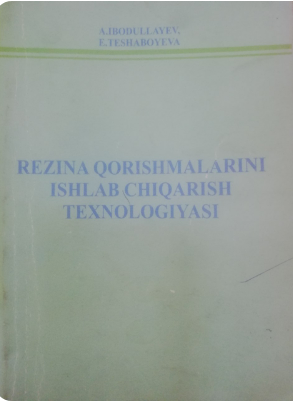 A.IBODULLAYEV,
E.TESHABOYEVA
REZINA QORISHMALARINI
ISHLAB CHIQARISH
TEXNOLOGIYASI